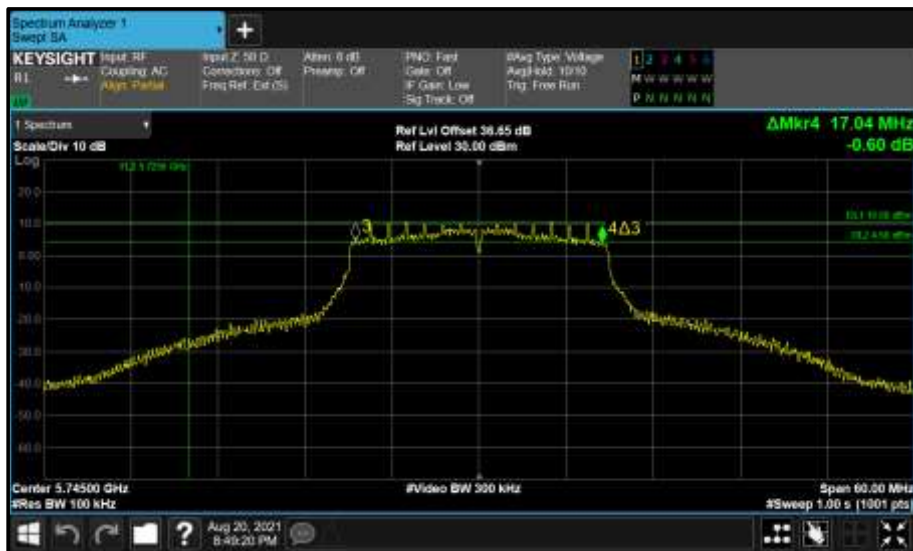 Spectrum Analyzer 1
Swept SA
KEYSIGHT
Input: RF
Coupling: AC
Align: Partial
Input Z: 50 Ω
Corrections: Off
Freq Ref: Ext (S)
Atten: 6 dB
Preamp: Off
PNO: Fast
Gate: Off
IF Gain: Low
Sig Track: Off
#Avg Type: Voltage
Avg|Hold: 10/10
Trig: Free Run
1 2 3 4 5 6
M W W W W W
P N N N N N
1 Spectrum
Scale/Div 10 dB
Ref Lvl Offset 36.65 dB
Ref Level 30.00 dBm
ΔMkr4 17.04 MHz
-0.60 dB
Log
20.0
10.0
0.00
-10.0
-20.0
-30.0
-40.0
-50.0
-60.0
3
4Δ3
Center 5.74500 GHz
#Res BW 100 kHz
#Video BW 300 kHz
Span 60.00 MHz
#Sweep 1.00 s (1001 pts)
?
Aug 20, 2021
8:49:20 PM